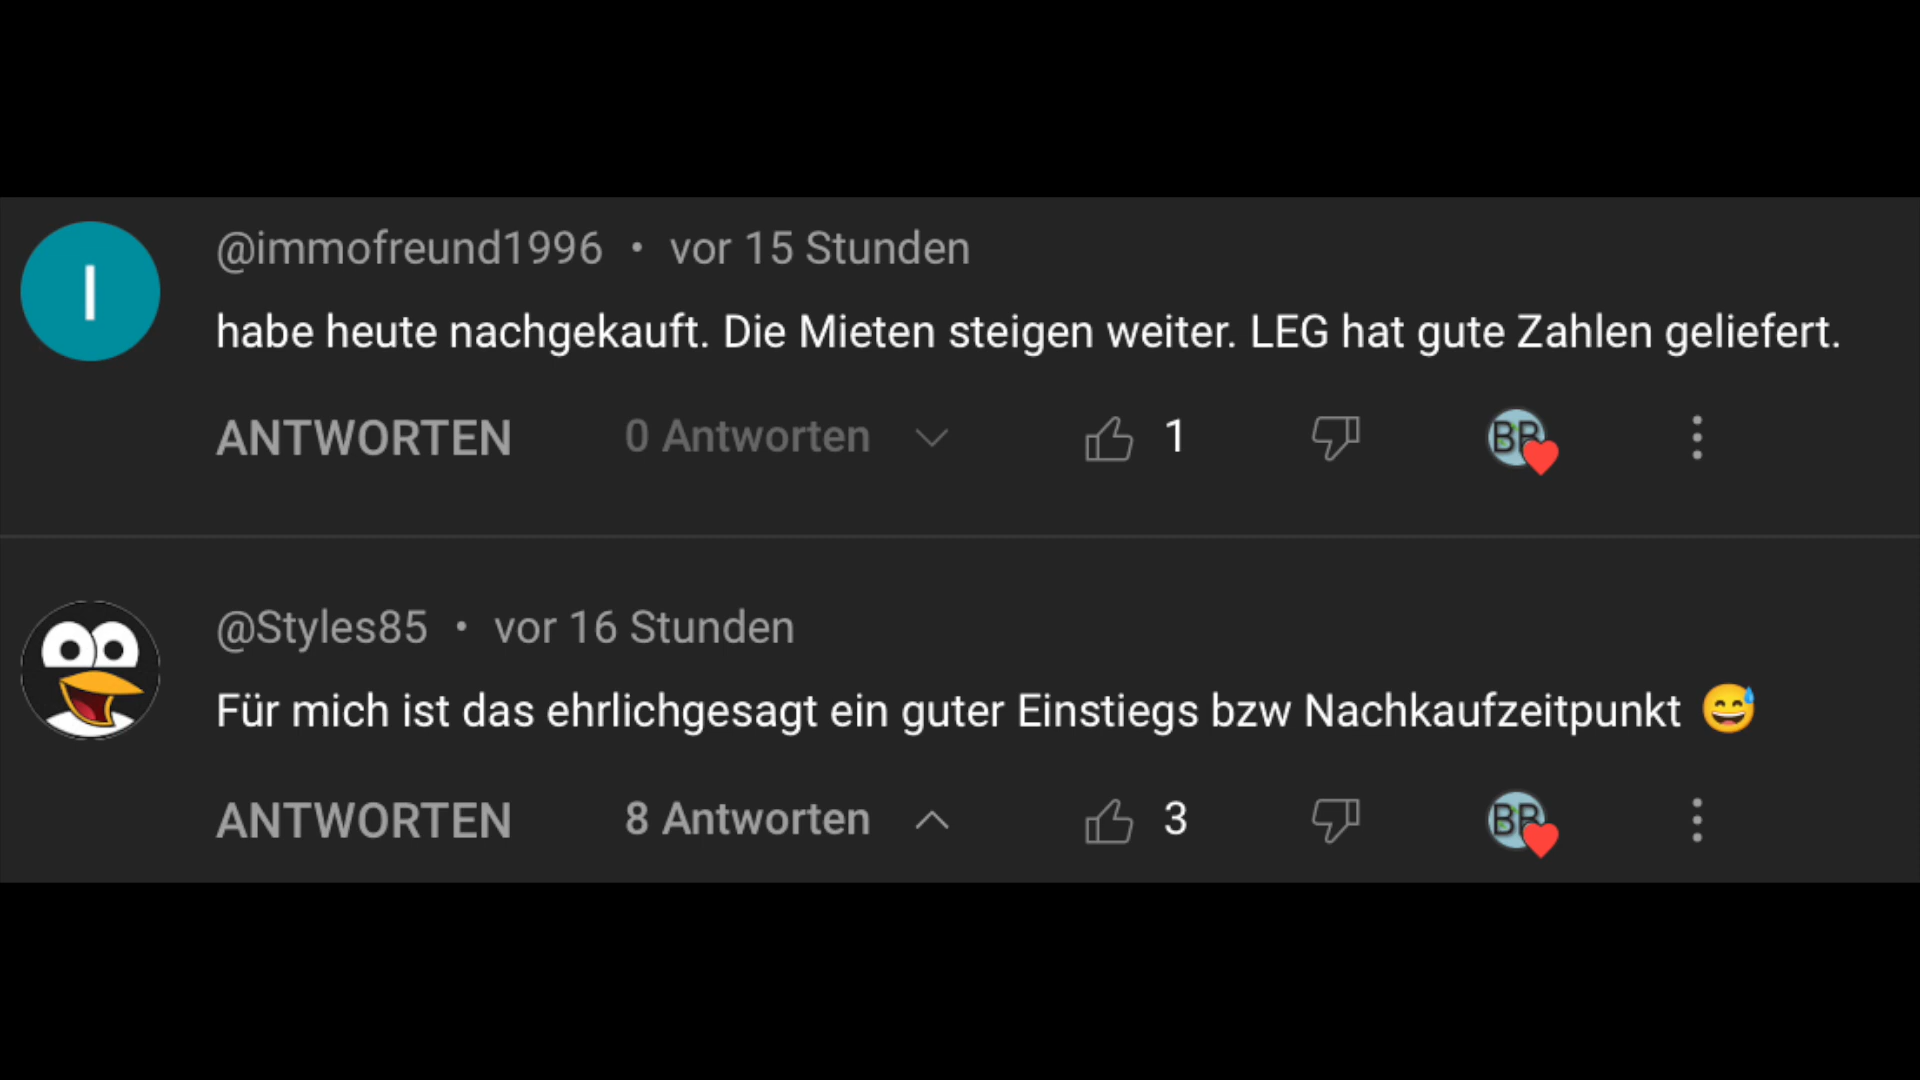 I
@immofreund1996 • vor 15 Stunden
habe heute nachgekauft. Die Mieten steigen weiter. LEG hat gute Zahlen geliefert.
ANTWORTEN 0 Antworten 1 BB
@Styles85 • vor 16 Stunden
Für mich ist das ehrlichgesagt ein guter Einstiegs bzw Nachkaufzeitpunkt 😅
ANTWORTEN 8 Antworten 3 BB